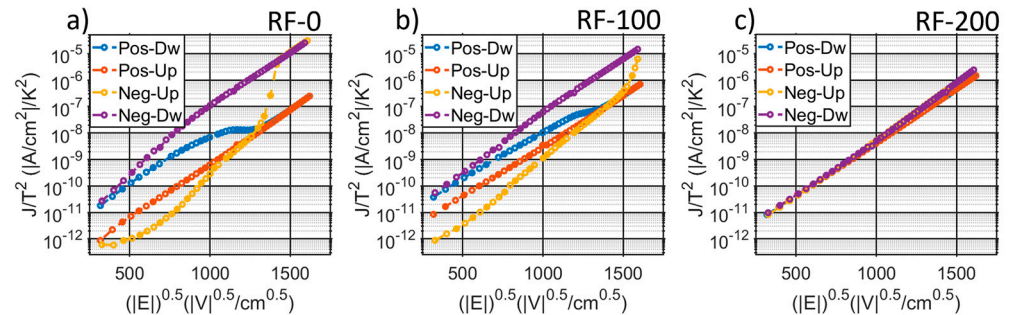 a) RF-0
Pos-Dw
Pos-Up
Neg-Up
Neg-Dw
10^-5
10^-6
10^-7
10^-8
10^-9
10^-10
10^-11
10^-12
J/T^2 (|A/cm^2|/K^2)
500 1000 1500
(|E|)^0.5(|V|^0.5/cm^0.5)
b) RF-100
Pos-Dw
Pos-Up
Neg-Up
Neg-Dw
10^-5
10^-6
10^-7
10^-8
10^-9
10^-10
10^-11
10^-12
J/T^2 (|A/cm^2|/K^2)
500 1000 1500
(|E|)^0.5(|V|^0.5/cm^0.5)
c) RF-200
Pos-Dw
Pos-Up
Neg-Up
Neg-Dw
10^-5
10^-6
10^-7
10^-8
10^-9
10^-10
10^-11
10^-12
J/T^2 (|A/cm^2|/K^2)
500 1000 1500
(|E|)^0.5(|V|^0.5/cm^0.5)